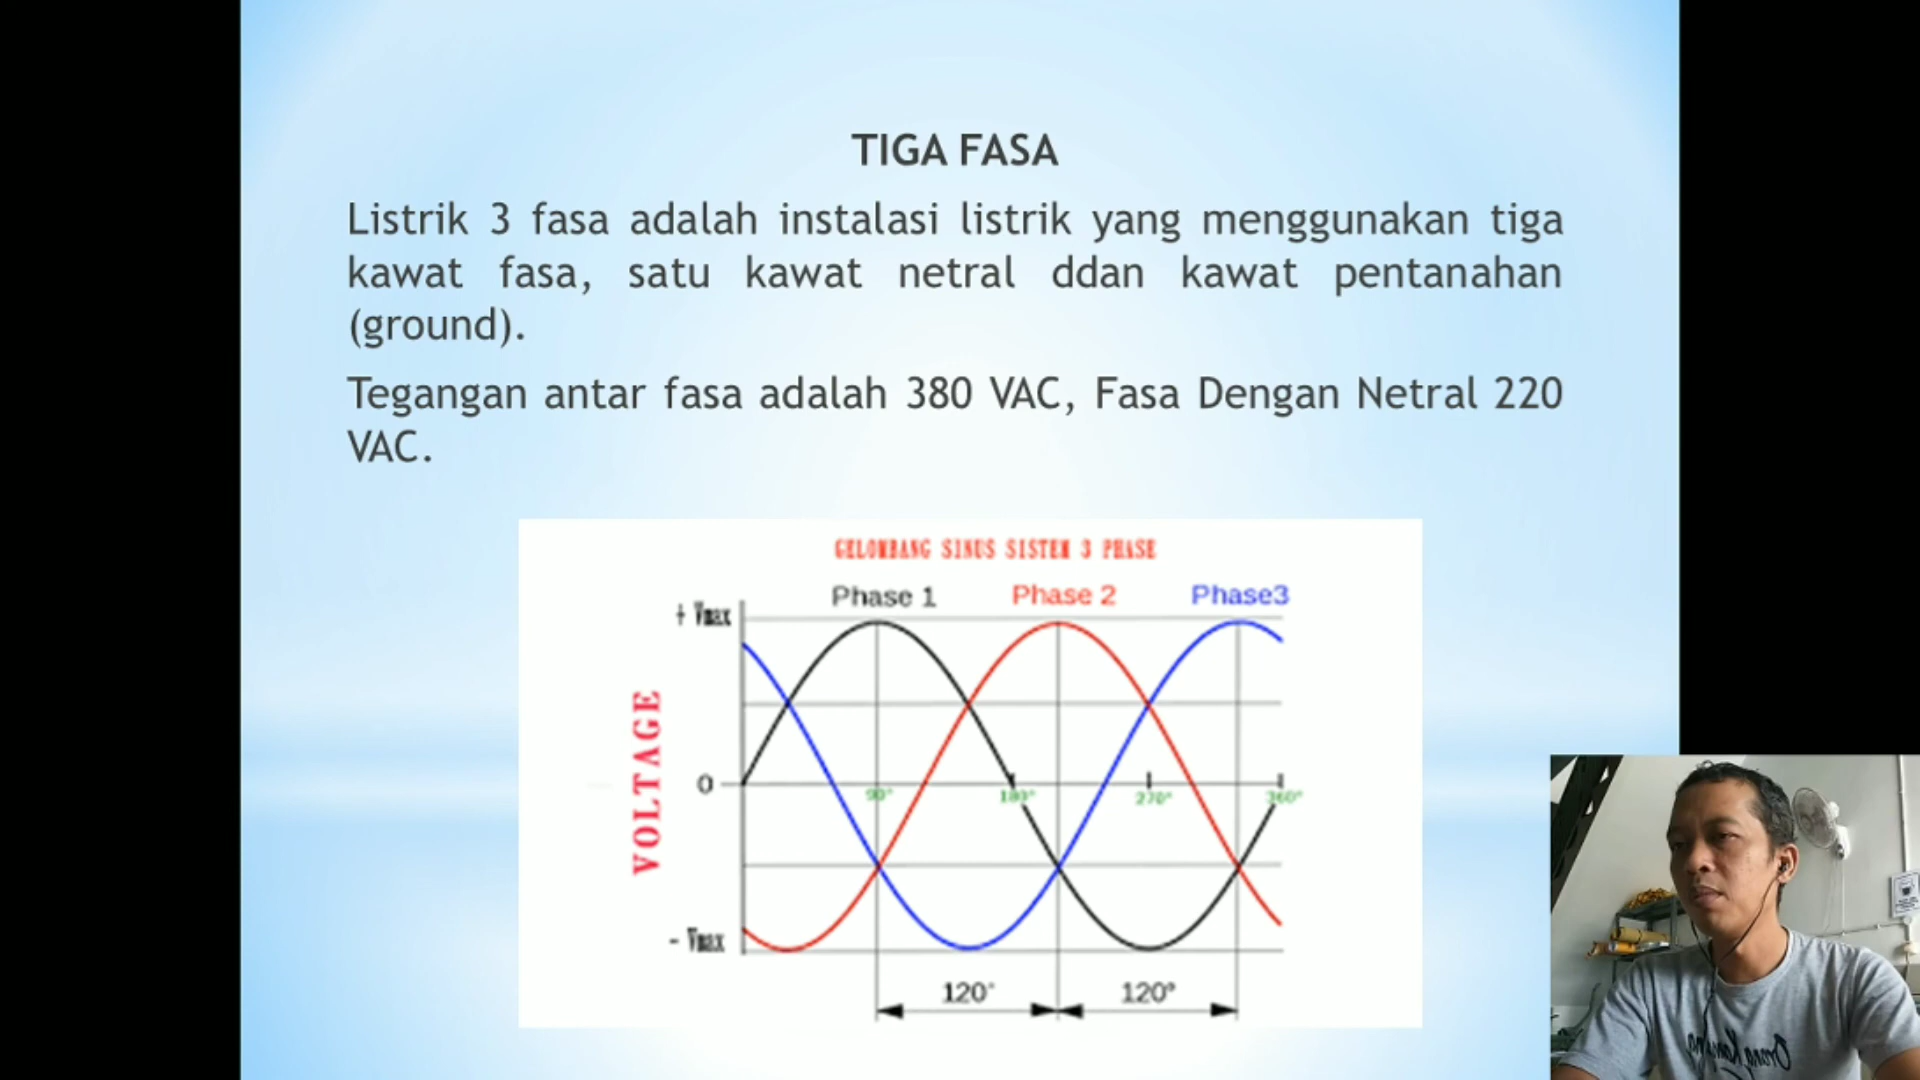 TIGA FASA
Listrik 3 fasa adalah instalasi listrik yang menggunakan tiga
kawat fasa, satu kawat netral ddan kawat pentanahan
(ground).
Tegangan antar fasa adalah 380 VAC, Fasa Dengan Netral 220
VAC.
GELOMBANG SINUS SISTEM 3 PHASE
Phase 1 Phase 2 Phase3
+ Vmax
VOLTAGE
0
90° 180° 270° 360°
- Vmax
120° 120°